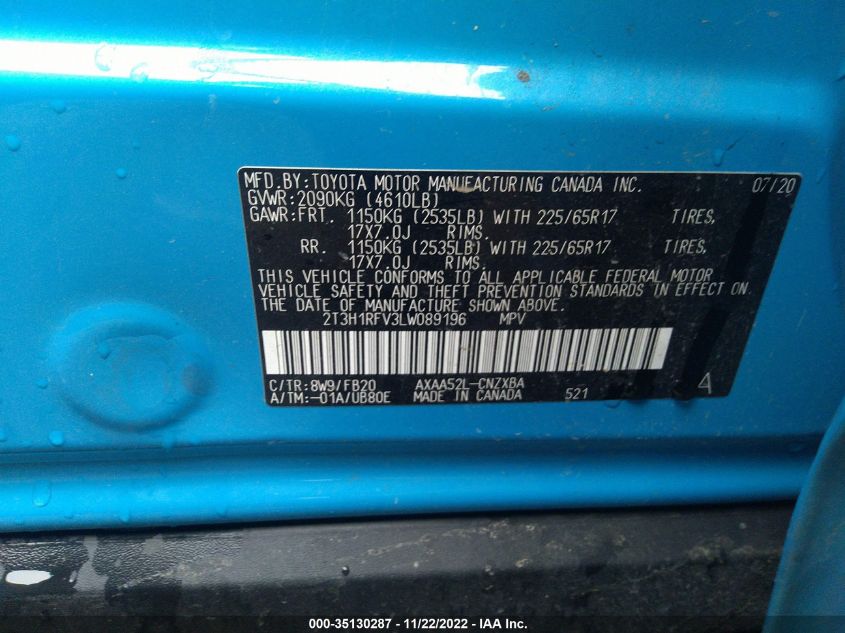 MFD.BY:TOYOTA MOTOR MANUFACTURING CANADA INC. 07/20
GVWR:2090KG (4610LB)
GAWR:FRT. 1150KG (2535LB) WITH 225/65R17 TIRES,
17X7.0J RIMS.
RR. 1150KG (2535LB) WITH 225/65R17 TIRES,
17X7.0J RIMS.
THIS VEHICLE CONFORMS TO ALL APPLICABLE FEDERAL MOTOR
VEHICLE SAFETY AND THEFT PREVENTION STANDARDS IN EFFECT ON
THE DATE OF MANUFACTURE SHOWN ABOVE.
2T3H1RFV3LW089196 MPV
C/TR:8W9/FB20 AXAA52L-CNZXBA
A/TM:-01A/UB80E MADE IN CANADA 521 A
000-35130287 - 11/22/2022 - IAA Inc.